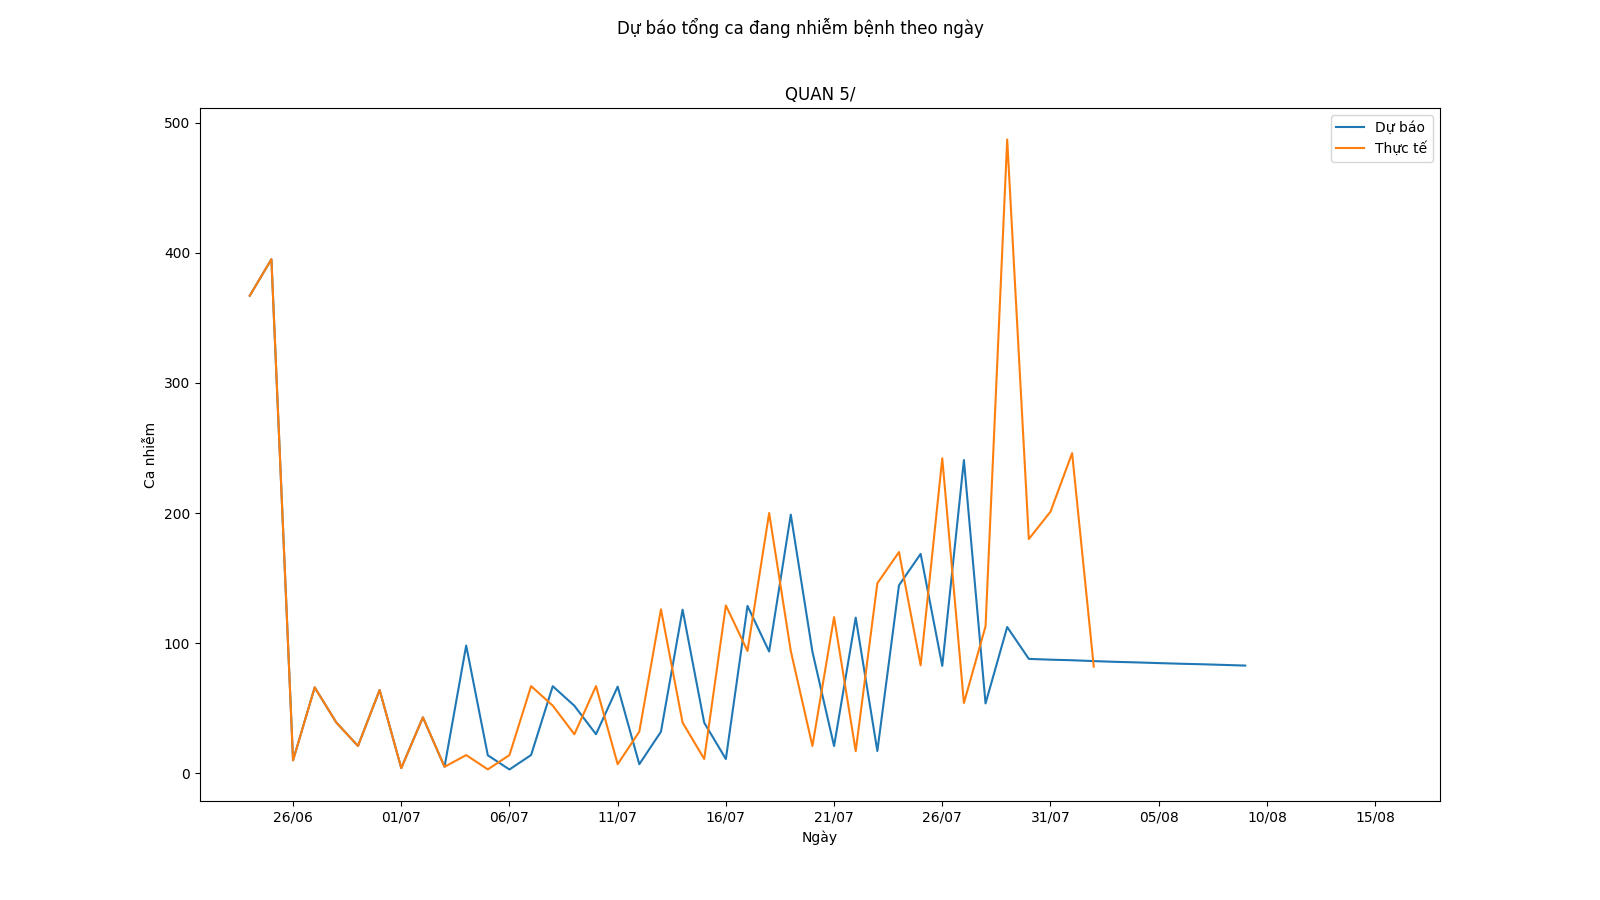 Dự báo tổng ca đang nhiễm bệnh theo ngày
QUAN 5/
500
400
300
200
100
0
Ca nhiễm
Dự báo
Thực tế
26/06 01/07 06/07 11/07 16/07 21/07 26/07 31/07 05/08 10/08 15/08
Ngày